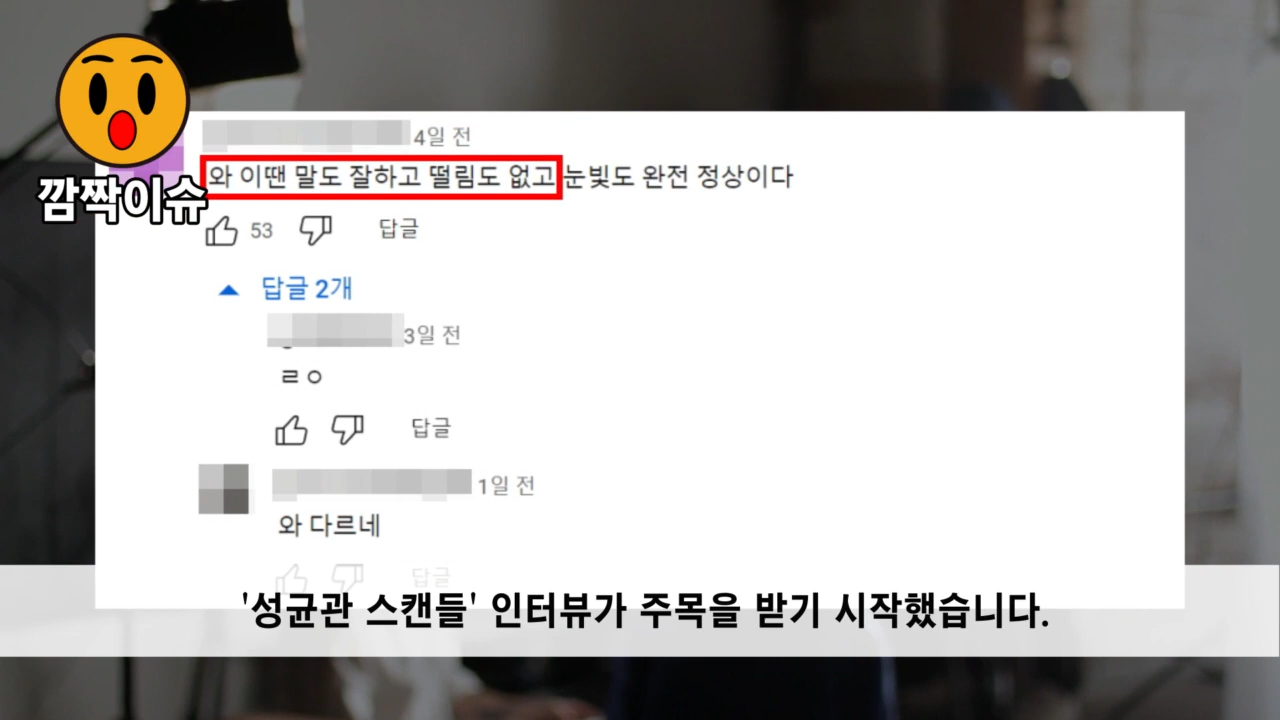 4일 전
와 이땐 말도 잘하고 떨림도 없고 눈빛도 완전 정상이다
깜짝이슈
53 답글
답글 2개
3일 전
ㄹㅇ
답글
1일 전
와 다르네
답글
'성균관 스캔들' 인터뷰가 주목을 받기 시작했습니다.